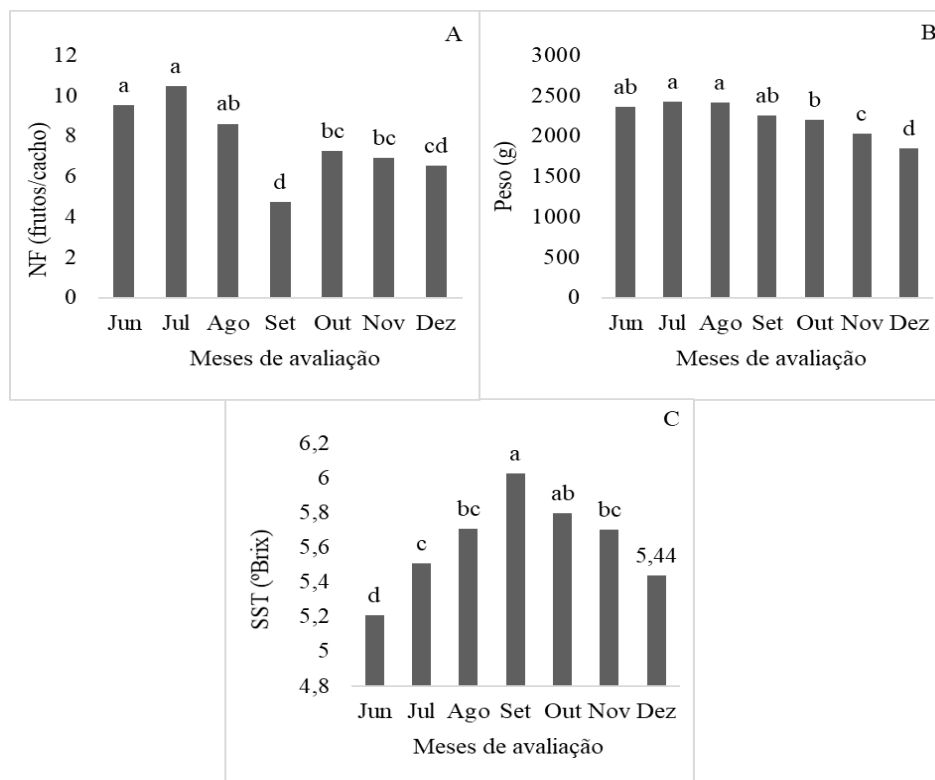 A
NF (frutos/cacho)
12
10
8
6
4
2
0
a
a
ab
d
bc
bc
cd
Jun Jul Ago Set Out Nov Dez
Meses de avaliação
B
Peso (g)
3000
2500
2000
1500
1000
500
0
ab
a
a
ab
b
c
d
Jun Jul Ago Set Out Nov Dez
Meses de avaliação
C
SST (ºBrix)
6,2
6
5,8
5,6
5,4
5,2
5
4,8
d
c
bc
a
ab
bc
5,44
Jun Jul Ago Set Out Nov Dez
Meses de avaliação